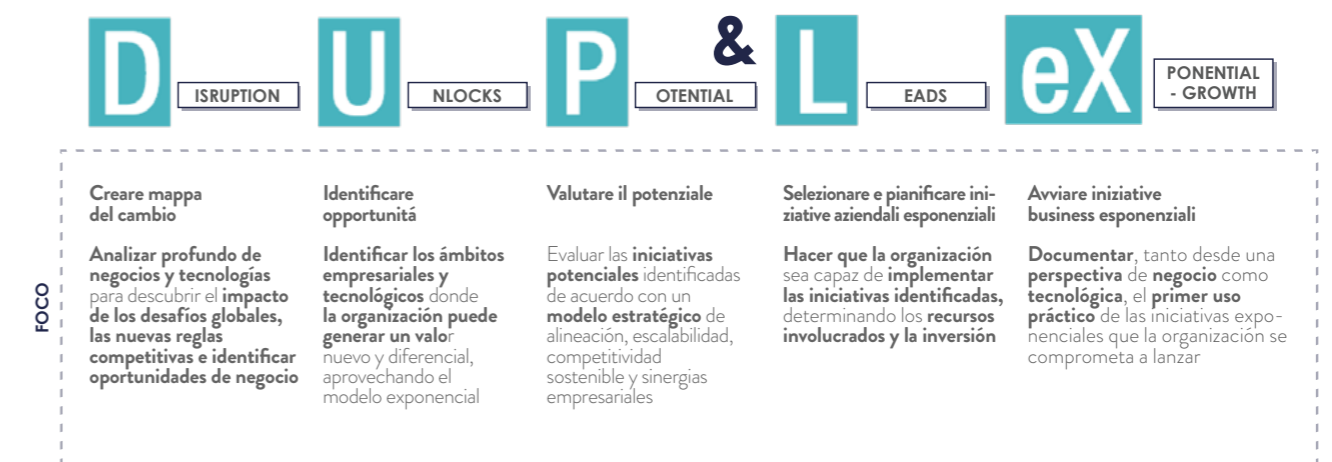 DISRUPTION
UNLOCKS
POTENTIAL
&
LEADS
eXPONENTIAL
- GROWTH
FOCO
Creare mappa
del cambio
Analizar profundo de
negocios y tecnologías
para descubrir el impacto
de los desafíos globales,
las nuevas reglas
competitivas e identificar
oportunidades de negocio
Identificare
opportunitá
Identificar los ámbitos
empresariales y
tecnológicos donde
la organización puede
generar un valor
nuevo y diferencial,
aprovechando el
modelo exponencial
Valutare il potenziale
Evaluar las iniciativas
potenciales identificadas
de acuerdo con un
modelo estratégico de
alineación, escalabilidad,
competitividad
sostenible y sinergias
empresariales
Selezionare e pianificare ini-
ziative aziendali esponenziali
Hacer que la organización
sea capaz de implementar
las iniciativas identificadas,
determinando los recursos
involucrados y la inversión
Avviare iniziative
business esponenziali
Documentar, tanto desde una
perspectiva de negocio como
tecnológica, el primer uso
práctico de las iniciativas expo-
nenciales que la organización se
comprometa a lanzar